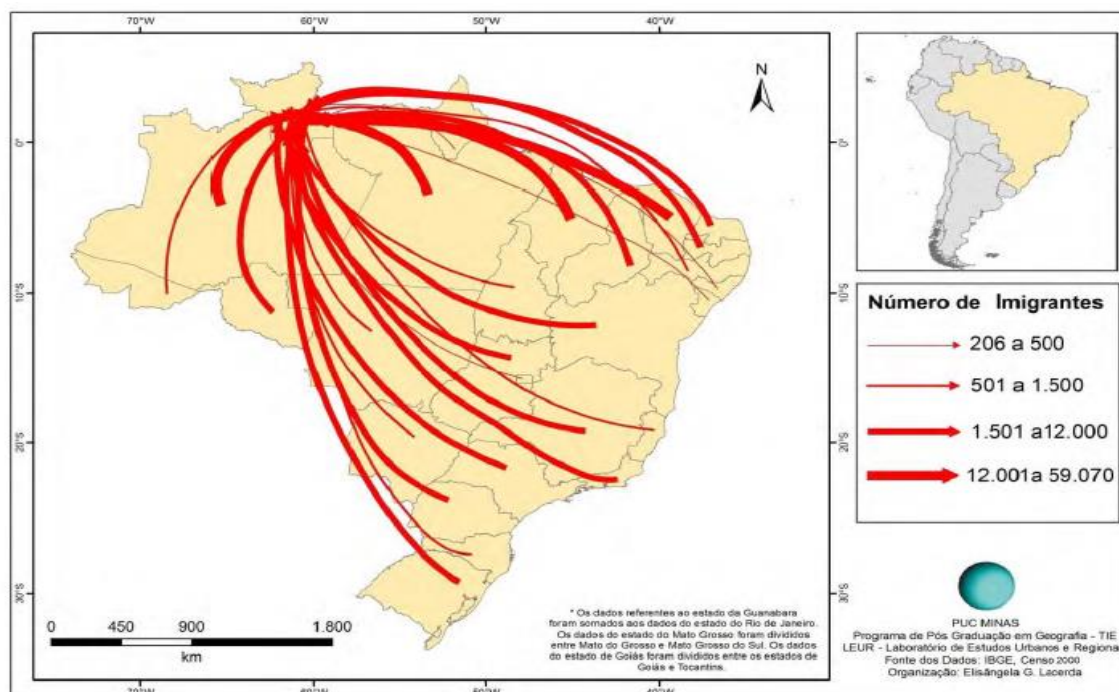 70°W
60°W
50°W
40°W
N
0°
0°
10°S
10°S
20°S
20°S
30°S
30°S
Número de Imigrantes
206 a 500
501 a 1.500
1.501 a12.000
12.001a 59.070
0 450 900 1.800
km
* Os dados referentes ao estado da Guanabara
foram somados aos dados do estado do Rio de Janeiro.
Os dados do estado do Mato Grosso foram divididos
entre Mato do Grosso e Mato Grosso do Sul. Os dados
do estado de Goiás foram divididos entre os estados de
Goiás e Tocantins.
PUC MINAS
Programa de Pós Graduação em Geografia - TIE
LEUR - Laboratório de Estudos Urbanos e Regiona
Fonte dos Dados: IBGE, Censo 2000
Organização: Elisângela G. Lacerda
70°W
60°W
50°W
40°W